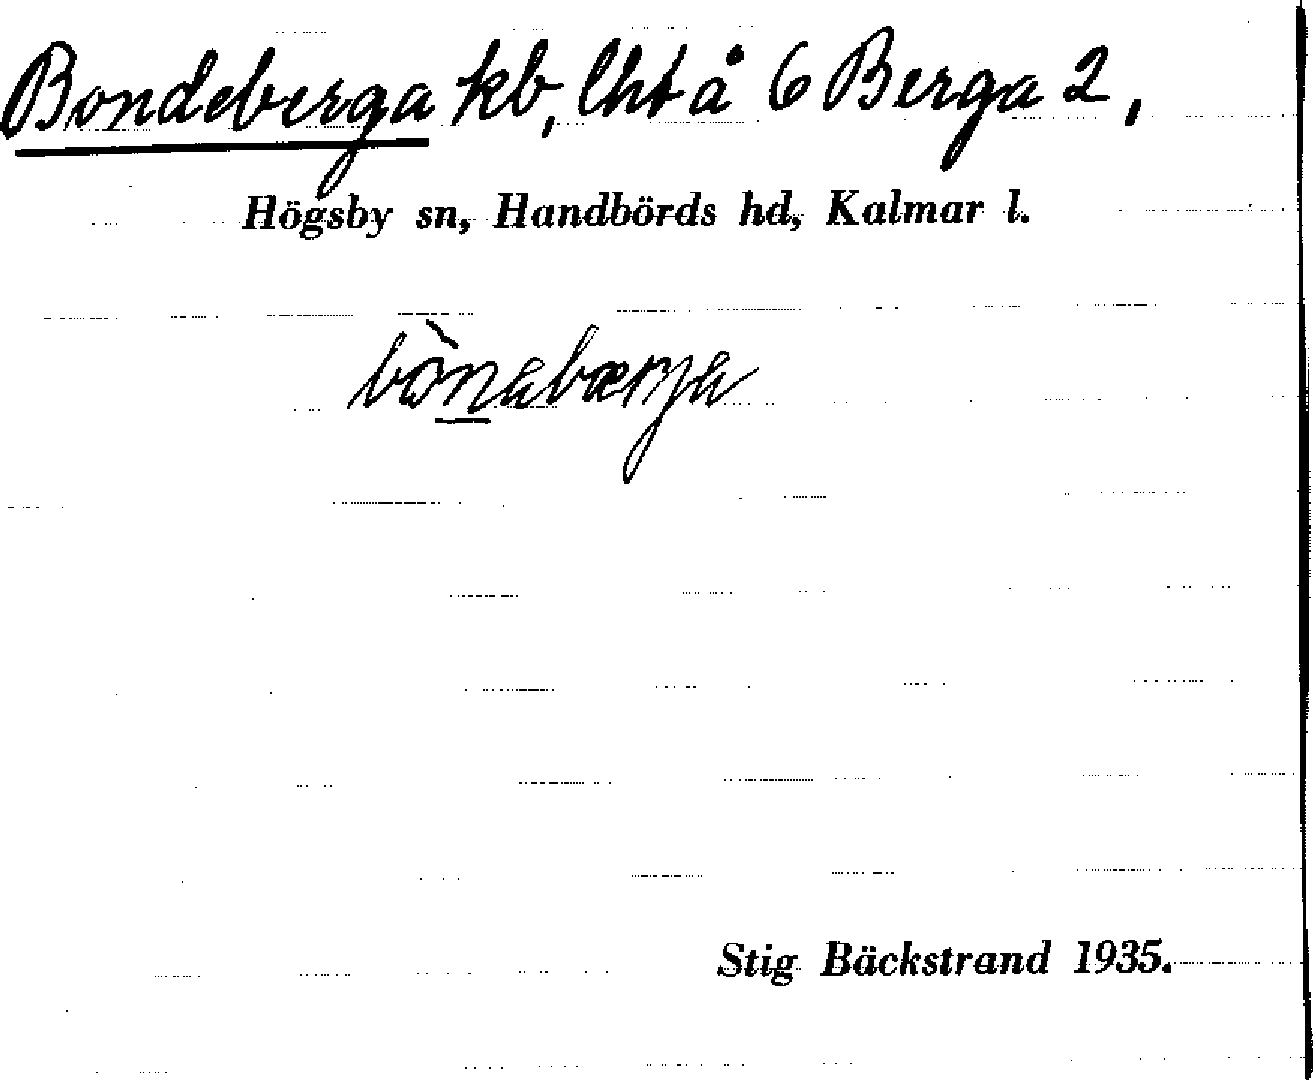 Bondeberga kb, lht å 6 Berga 2,
Högsby sn, Handbörds hd, Kalmar l.
bònabærja
Stig Bäckstrand 1935.